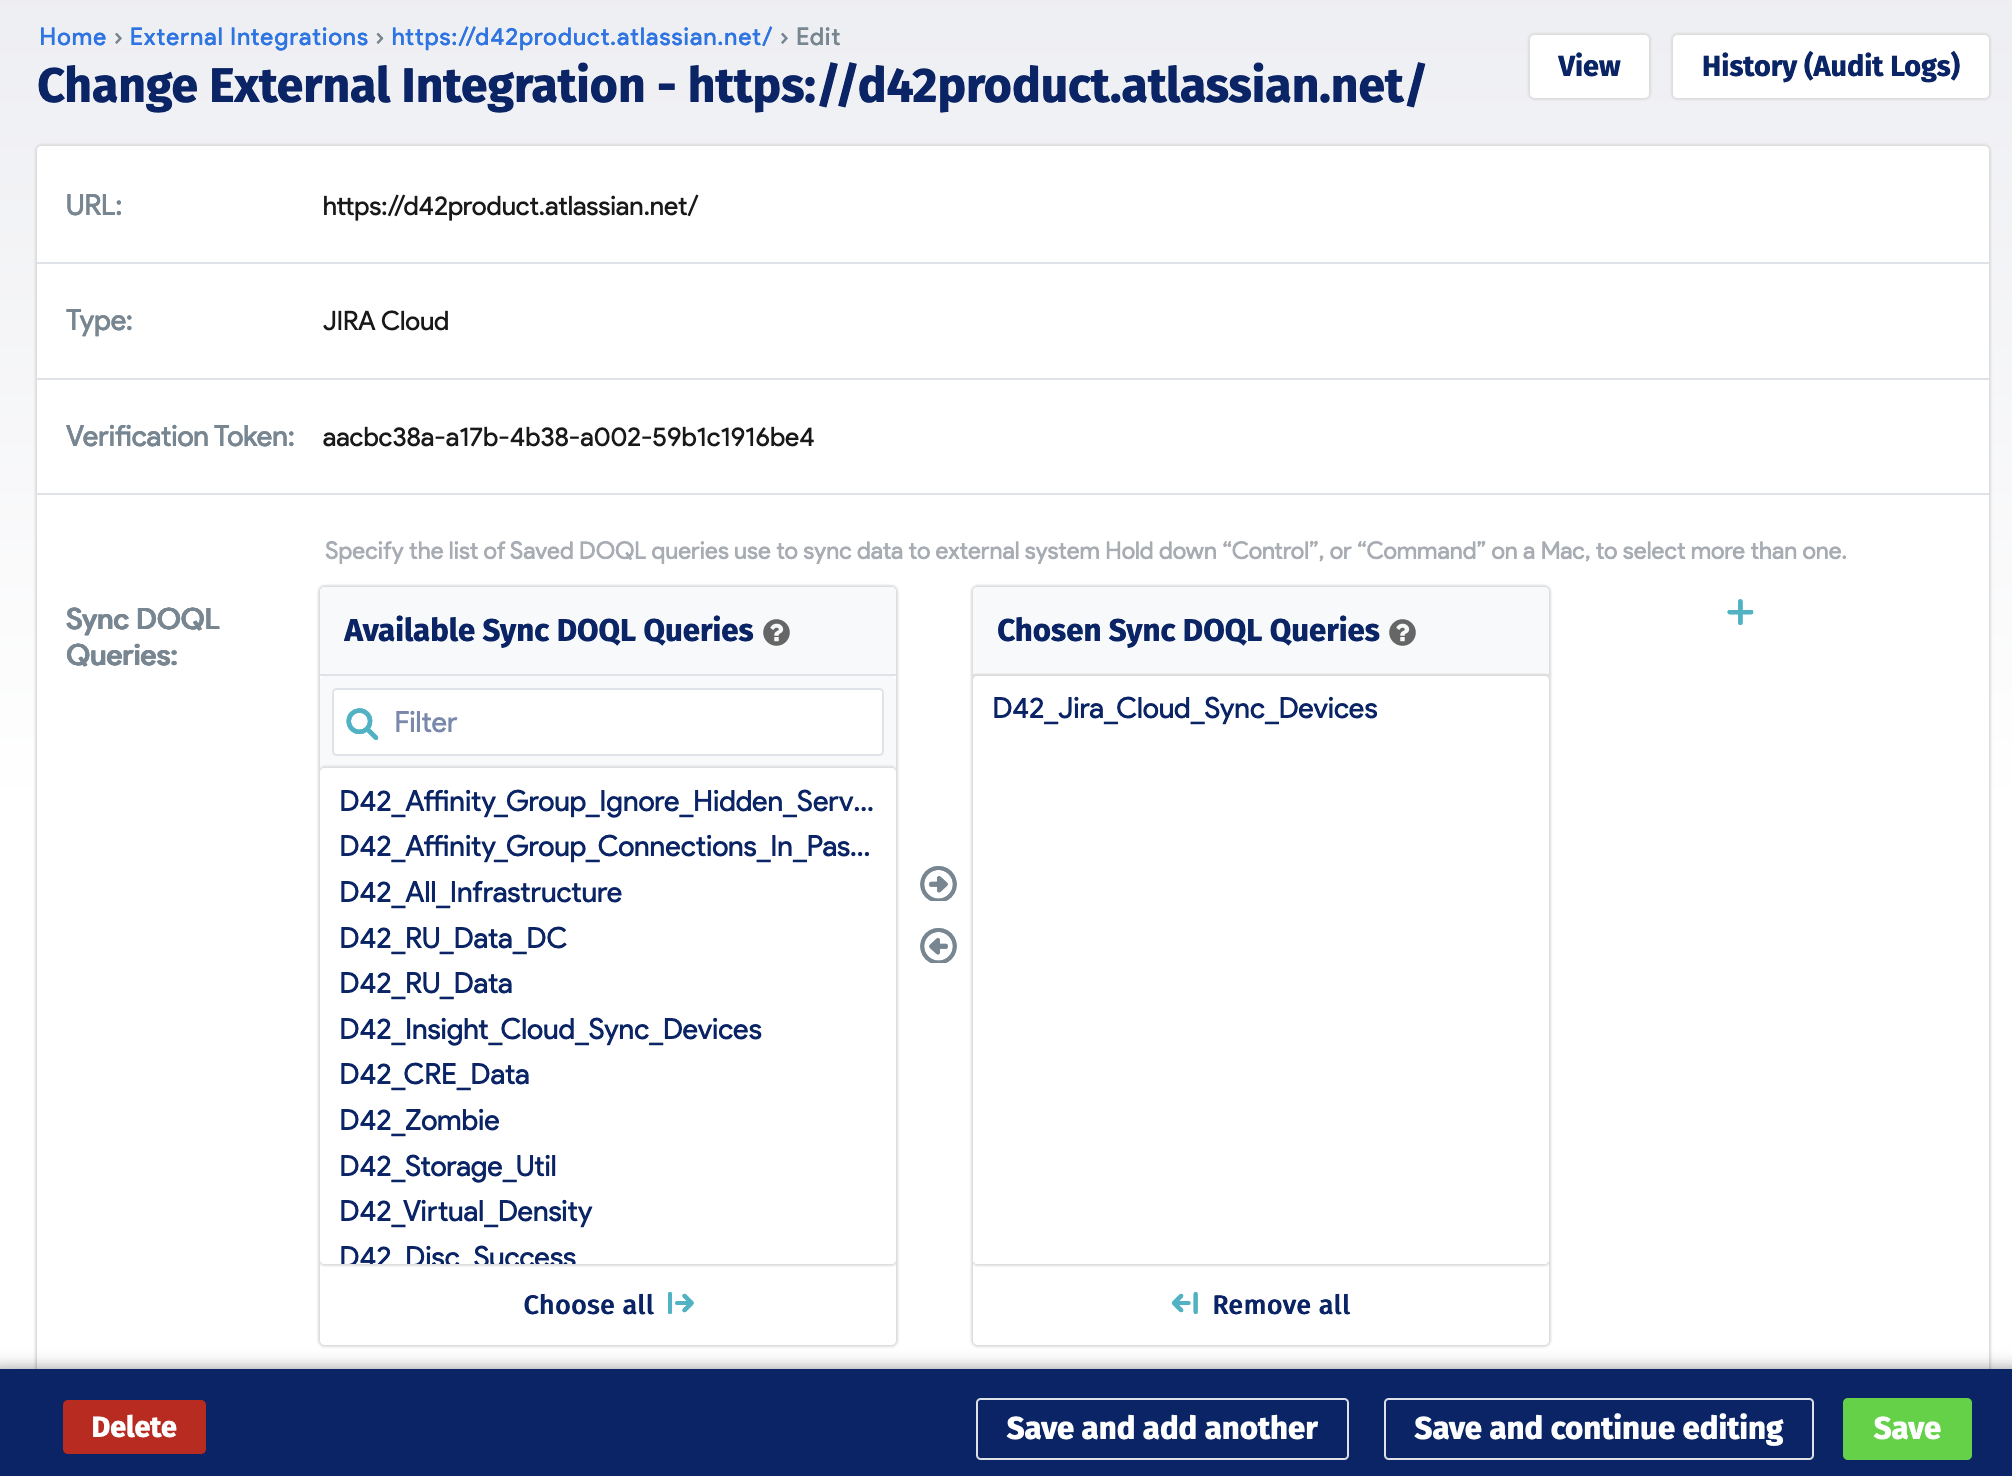 Home › External Integrations › https://d42product.atlassian.net/ › Edit
Change External Integration - https://d42product.atlassian.net/
View
History (Audit Logs)
URL:
https://d42product.atlassian.net/
Type:
JIRA Cloud
Verification Token:
aacbc38a-a17b-4b38-a002-59b1c1916be4
Specify the list of Saved DOQL queries use to sync data to external system Hold down “Control”, or “Command” on a Mac, to select more than one.
Sync DOQL
Queries:
Available Sync DOQL Queries ?
Filter
D42_Affinity_Group_Ignore_Hidden_Serv...
D42_Affinity_Group_Connections_In_Pas...
D42_All_Infrastructure
D42_RU_Data_DC
D42_RU_Data
D42_Insight_Cloud_Sync_Devices
D42_CRE_Data
D42_Zombie
D42_Storage_Util
D42_Virtual_Density
D42_Disc_Success
Choose all
Chosen Sync DOQL Queries ?
D42_Jira_Cloud_Sync_Devices
Remove all
Delete
Save and add another
Save and continue editing
Save